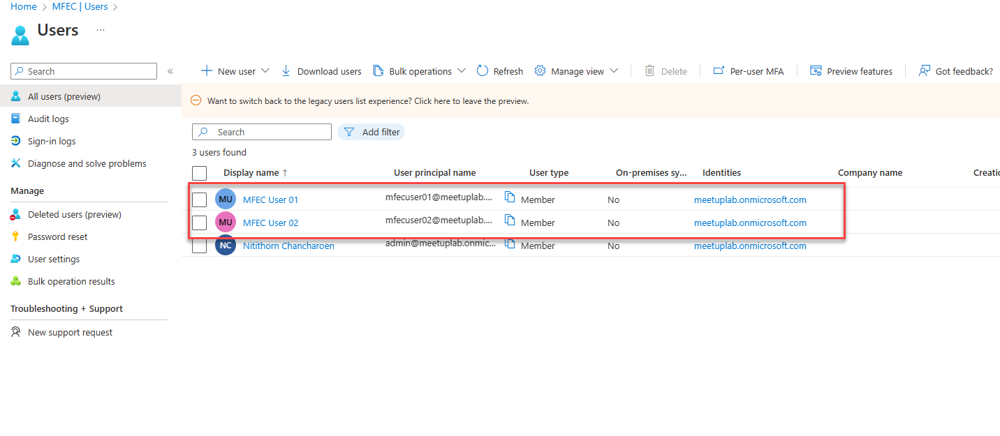 Home > MFEC | Users >
Users ...
Search «
New user Download users Bulk operations Refresh Manage view Delete Per-user MFA Preview features Got feedback?
All users (preview)
Audit logs
Sign-in logs
Diagnose and solve problems
Manage
Deleted users (preview)
Password reset
User settings
Bulk operation results
Troubleshooting + Support
New support request
Want to switch back to the legacy users list experience? Click here to leave the preview.
Search Add filter
3 users found
Display name ↑ User principal name User type On-premises sy... Identities Company name Creatio
MU MFEC User 01 mfecuser01@meetuplab.... Member No meetuplab.onmicrosoft.com
MU MFEC User 02 mfecuser02@meetuplab.... Member No meetuplab.onmicrosoft.com
NC Nitithorn Chancharoen admin@meetuplab.onmic... Member No meetuplab.onmicrosoft.com